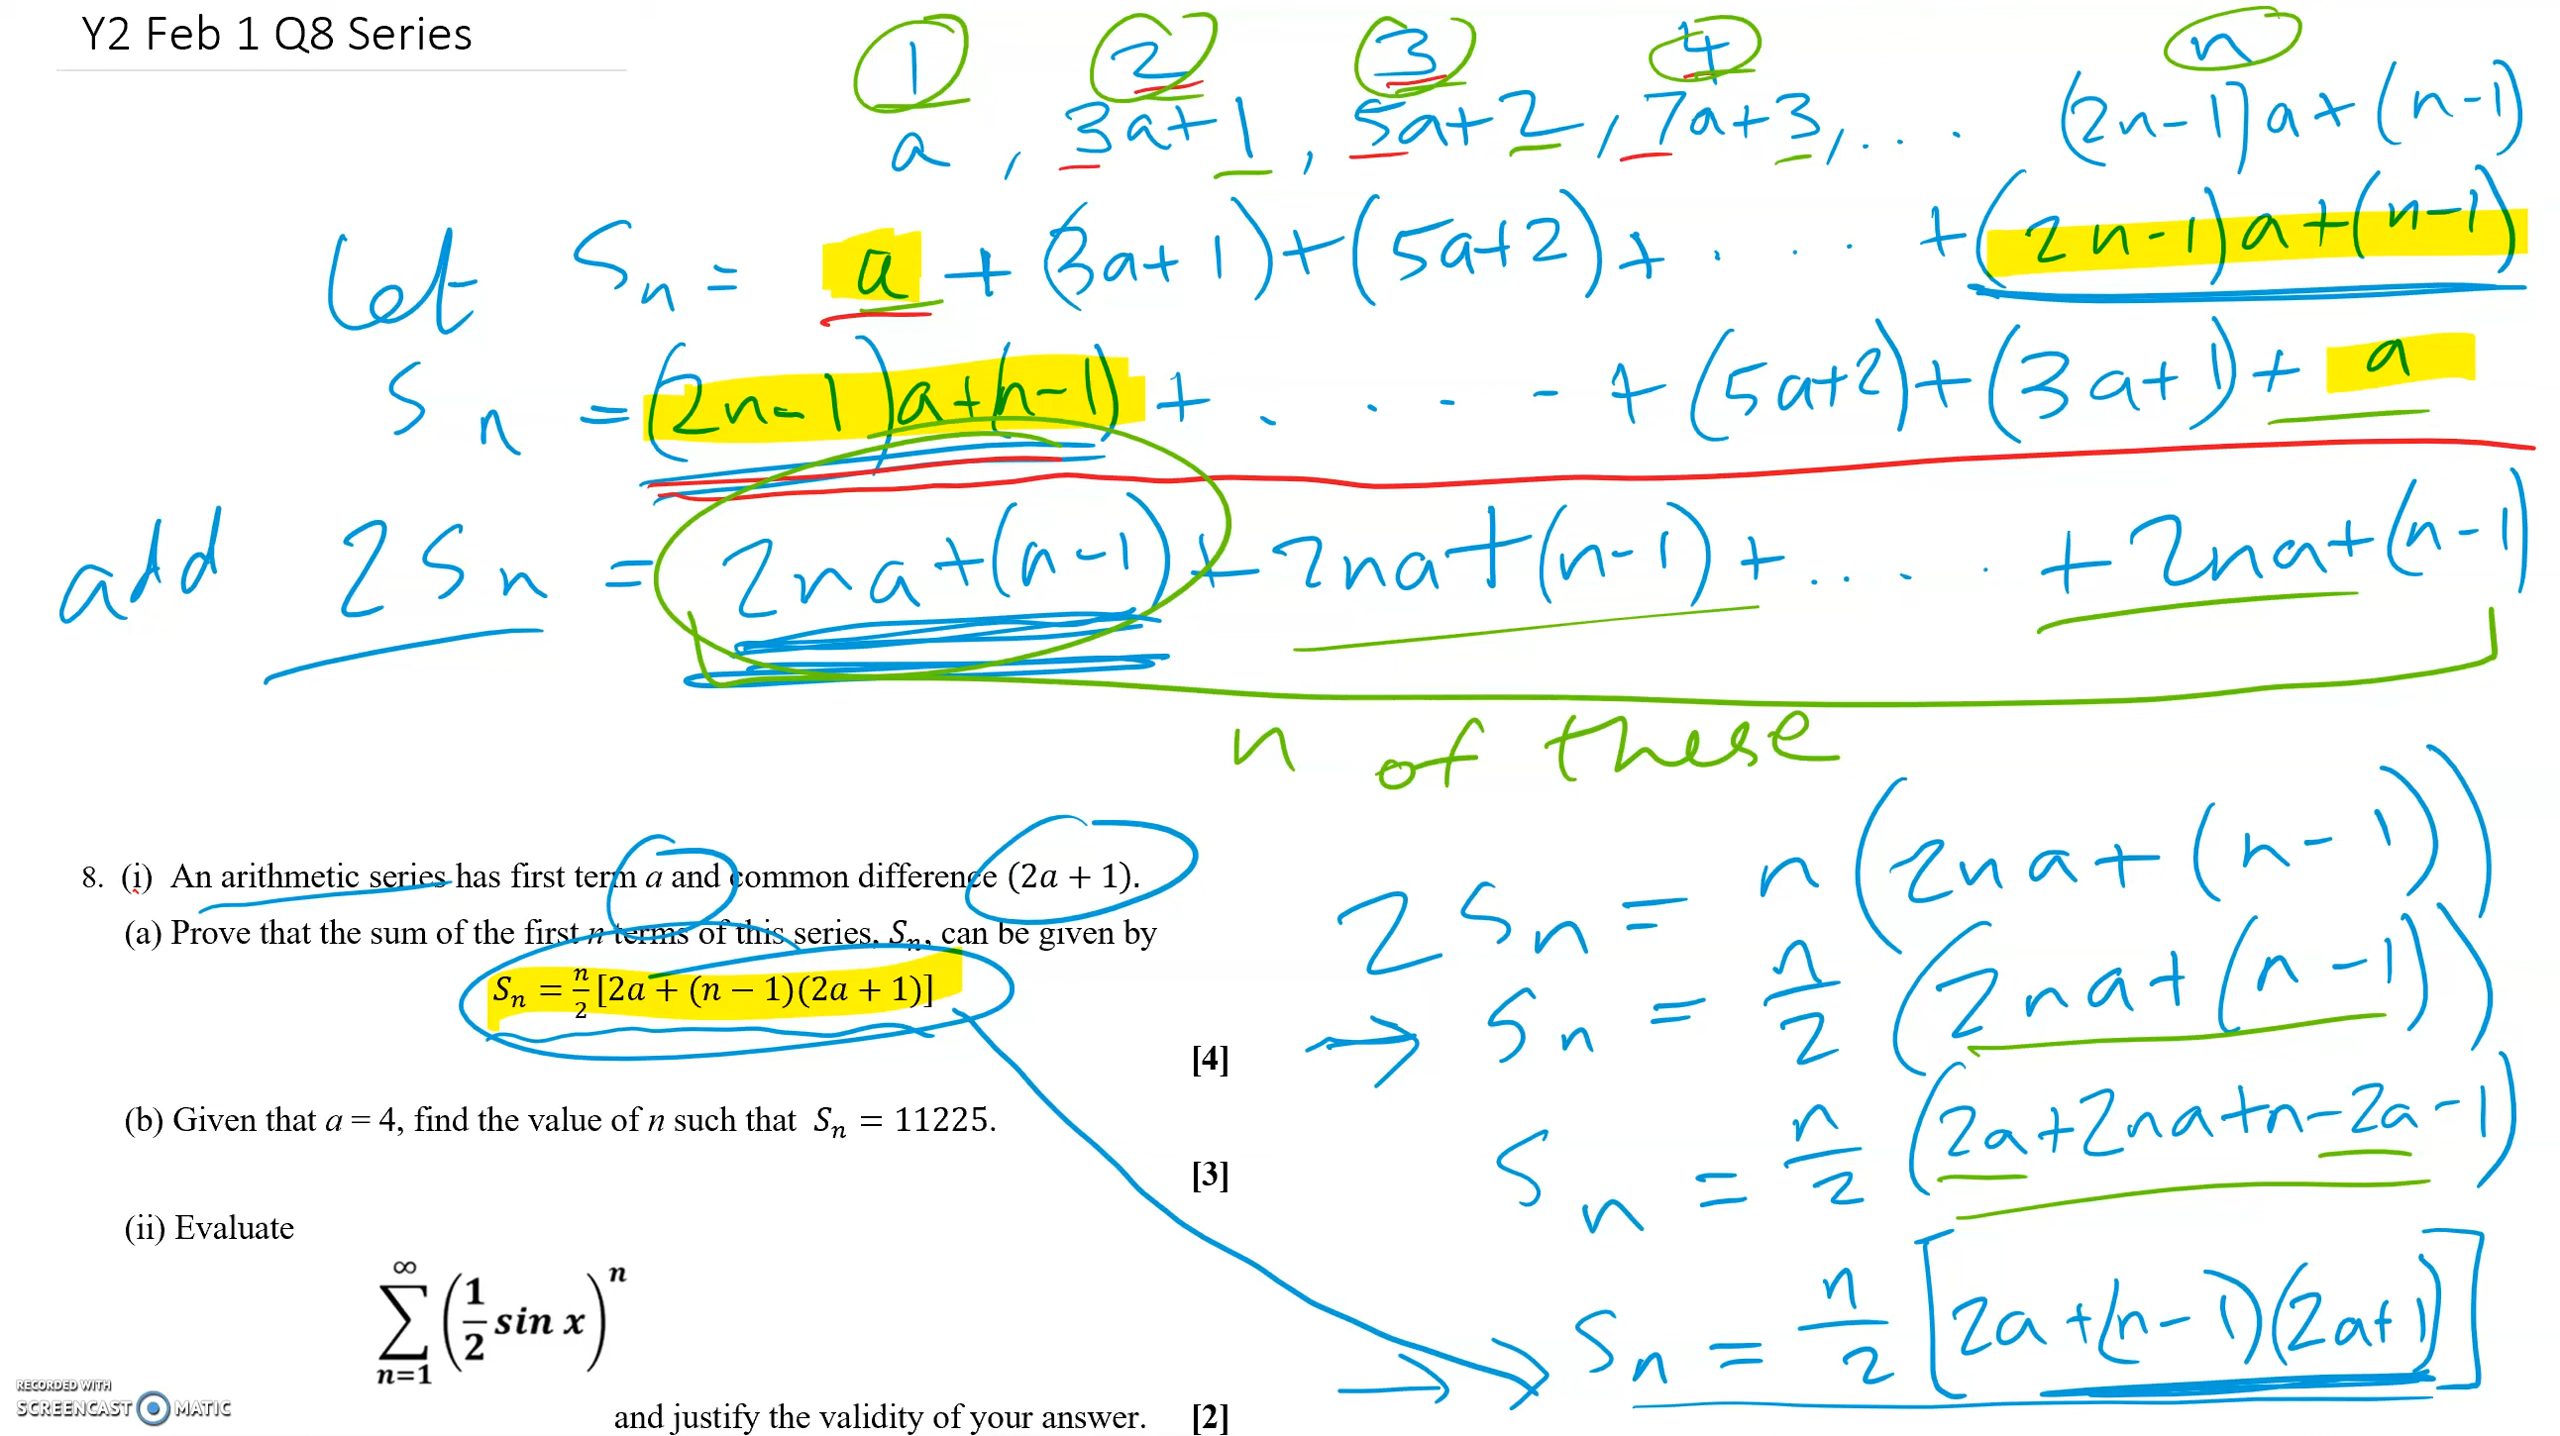 Y2 Feb 1 Q8 Series
1 2 3 4 n
a , 3a+1 , 5a+2 , 7a+3 , .... (2n-1)a+(n-1)
Let Sn = a + (3a+1)+(5a+2)+ .... +(2n-1)a+(n-1)
Sn = (2n-1)a+(n-1) + .... + (5a+2)+(3a+1)+ a
add 2Sn = 2na+(n-1) + 2na+(n-1) + .... + 2na+(n-1)
n of these
8. (i) An arithmetic series has first term a and common difference (2a + 1).
(a) Prove that the sum of the first n terms of this series, Sn, can be given by
Sn = n/2 [2a + (n − 1)(2a + 1)]
[4]
(b) Given that a = 4, find the value of n such that Sn = 11225.
[3]
(ii) Evaluate
∞
∑ (1/2 sin x)^n
n=1
and justify the validity of your answer. [2]
2Sn = n(2na+(n-1))
→ Sn = n/2 (2na+(n-1))
Sn = n/2 (2a+2na+n-2a-1)
→ Sn = n/2 [2a+(n-1)(2a+1)]
RECORDED WITH
SCREENCAST MATIC